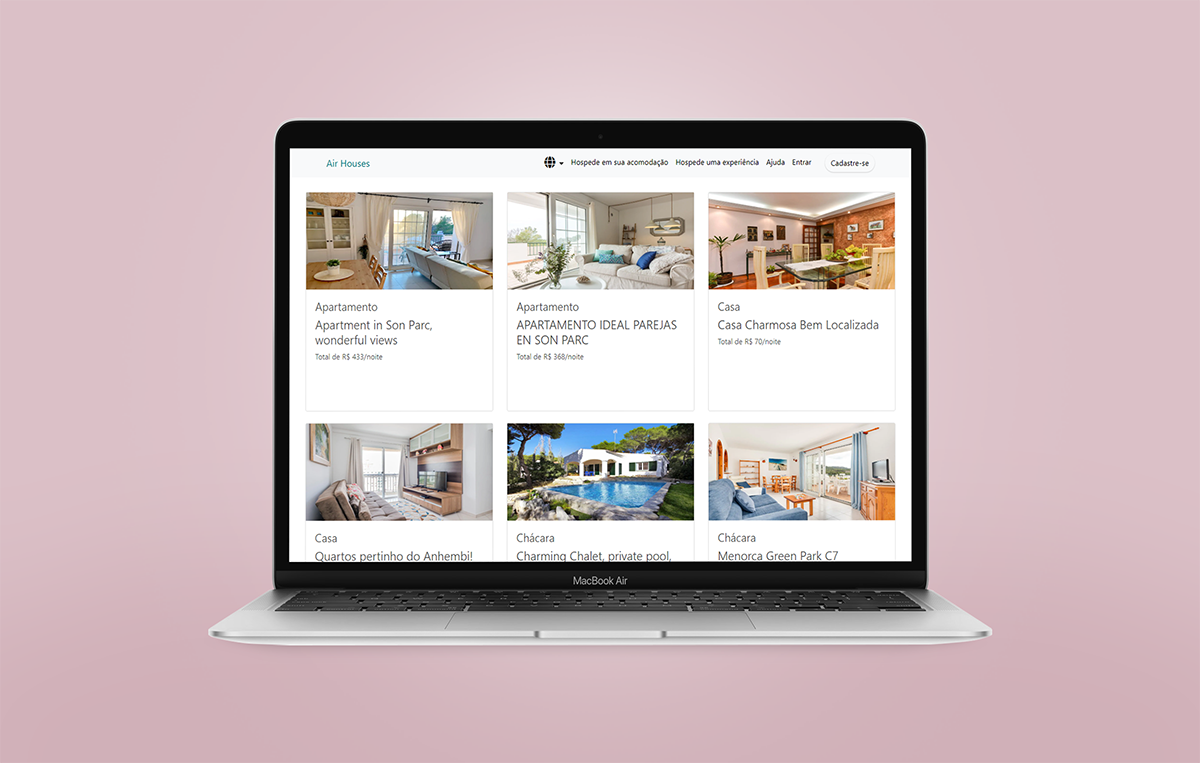 Air Houses
Hospede em sua acomodação
Hospede uma experiência
Ajuda
Entrar
Cadastre-se
Apartamento
Apartment in Son Parc,
wonderful views
Total de R$ 433/noite
Apartamento
APARTAMENTO IDEAL PAREJAS
EN SON PARC
Total de R$ 368/noite
Casa
Casa Charmosa Bem Localizada
Total de R$ 70/noite
Casa
Quartos pertinho do Anhembi!
Chácara
Charming Chalet, private pool,
Chácara
Menorca Green Park C7
MacBook Air